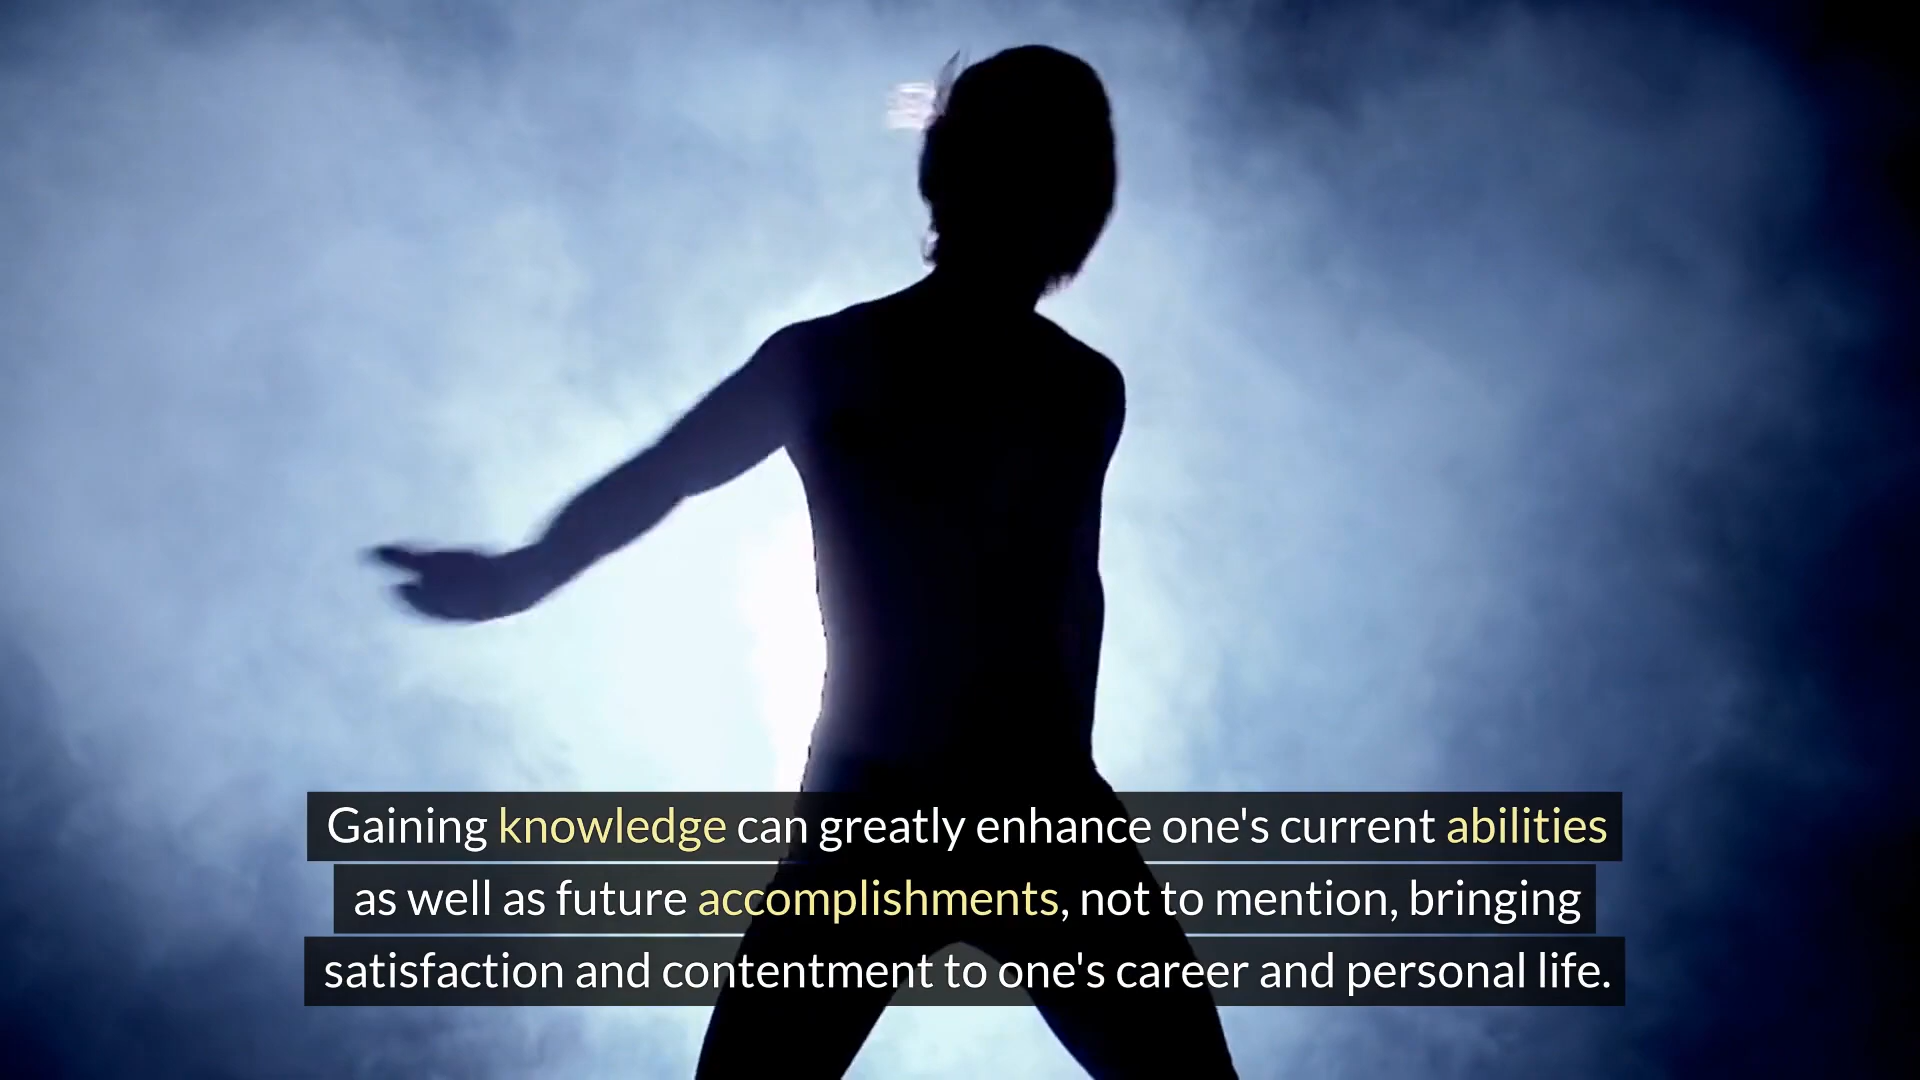 Gaining knowledge can greatly enhance one's current abilities
as well as future accomplishments, not to mention, bringing
satisfaction and contentment to one's career and personal life.